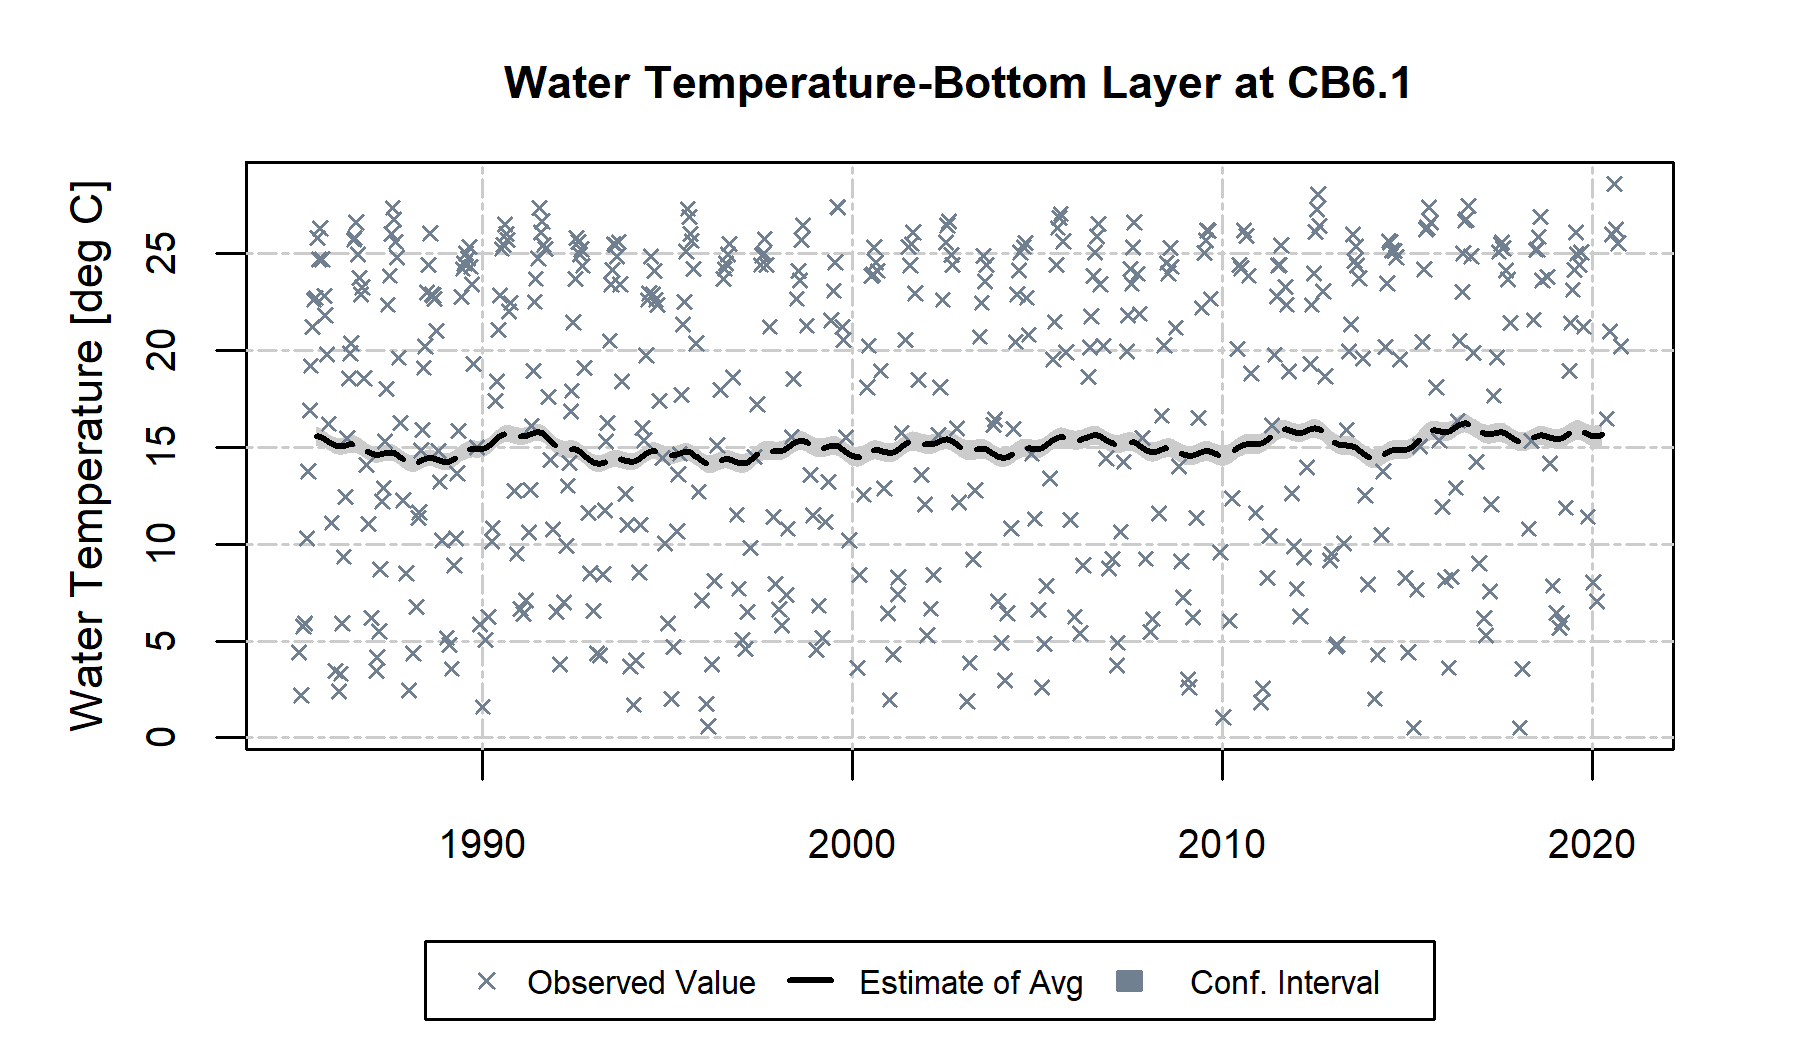 Water Temperature-Bottom Layer at CB6.1
Water Temperature [deg C]
25
20
15
10
5
0
1990 2000 2010 2020
Observed Value Estimate of Avg Conf. Interval